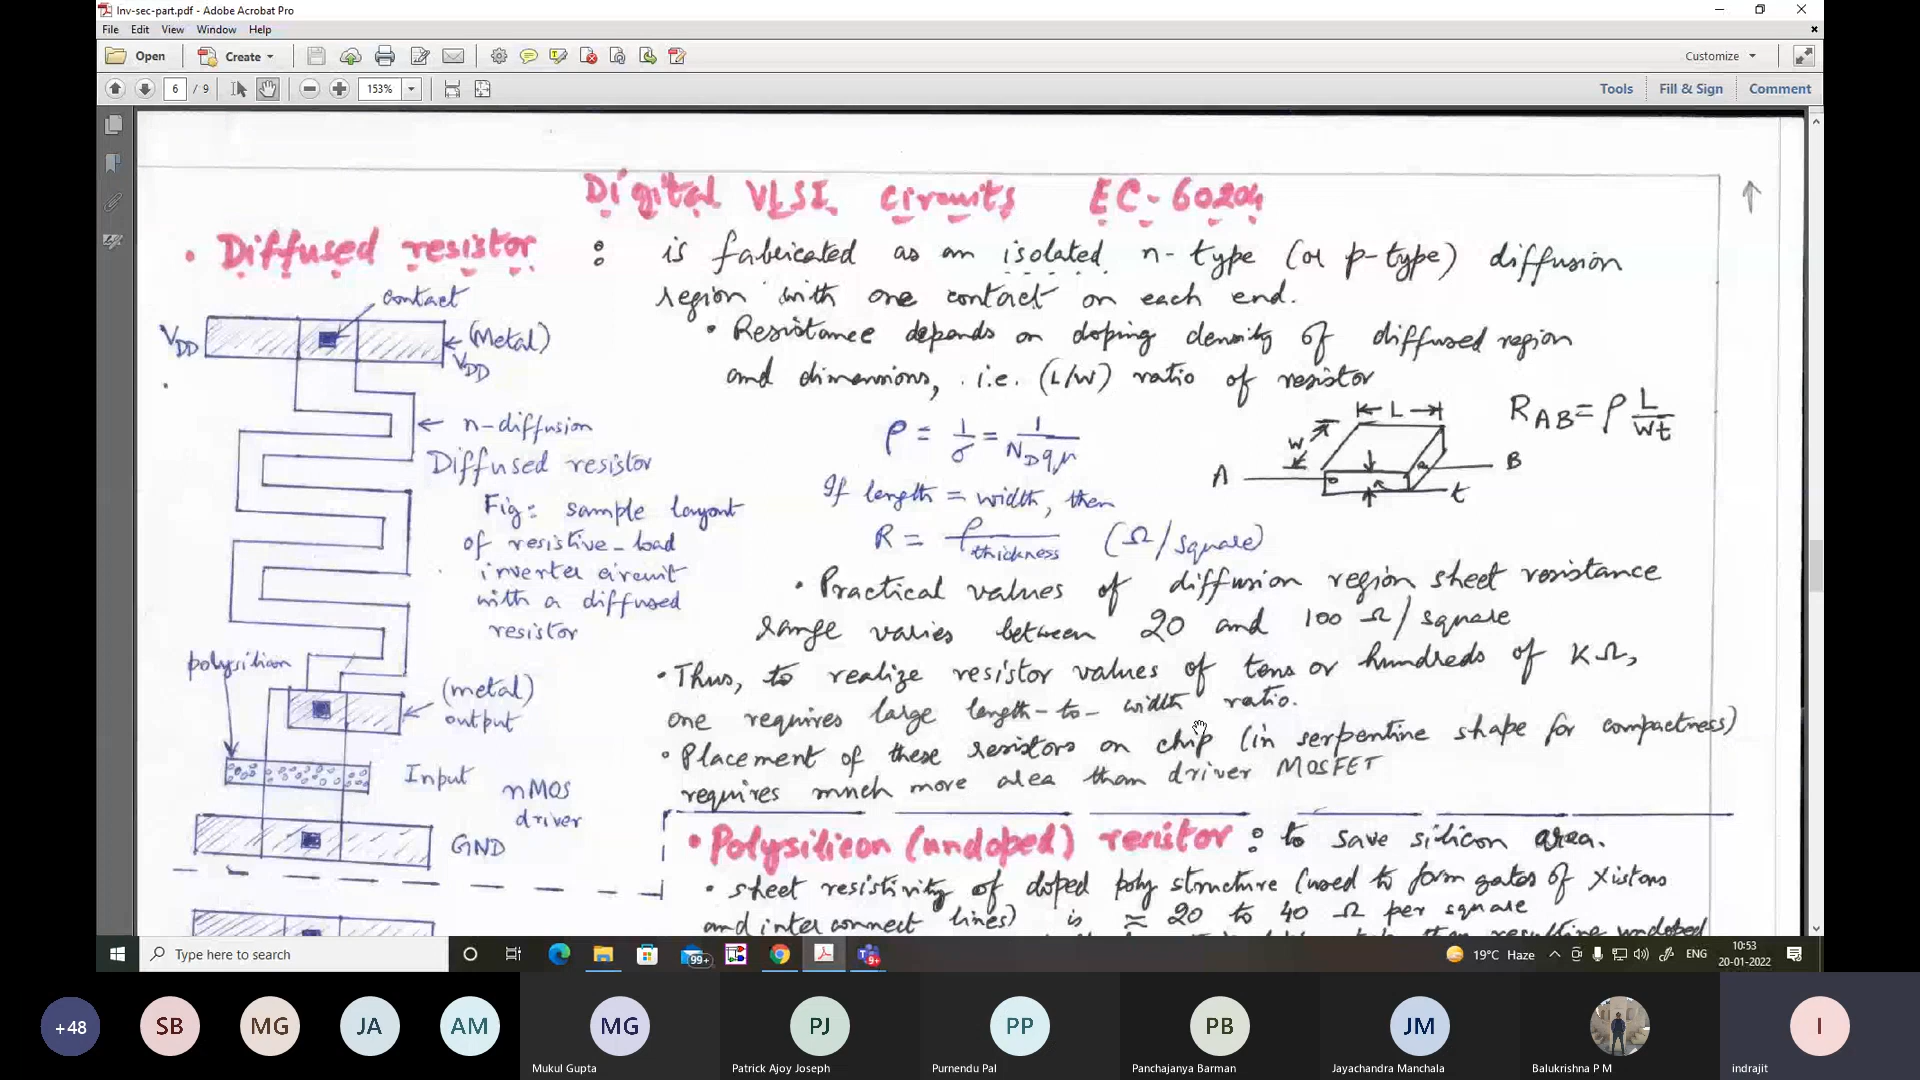 Inv-sec-part.pdf - Adobe Acrobat Pro
File Edit View Window Help
Open Create Customize
6 / 9 153% Tools Fill & Sign Comment
Digital VLSI circuits EC-60204
• Diffused resistor : is fabricated as an isolated n-type (or p-type) diffusion
region with one contact on each end.
• Resistance depends on doping density of diffused region
and dimensions, i.e. (L/W) ratio of resistor
contact
VDD
(Metal)
VDD
n-diffusion
Diffused resistor
Fig: sample layout
of resistive-load
inverter circuit
with a diffused
resistor
polysilicon
(metal)
output
Input
nMOS
driver
GND
ρ = 1/σ = 1/NDqμ
L
W
A
B
t
RAB = ρ L/Wt
If length = width, then
R = ρ/thickness (Ω/square)
• Practical values of diffusion region sheet resistance
range varies between 20 and 100 Ω/square
• Thus, to realize resistor values of tens or hundreds of KΩ,
one requires large length-to-width ratio.
• Placement of these resistors on chip (in serpentine shape for compactness)
requires much more area than driver MOSFET
• Polysilicon (undoped) resistor : to save silicon area.
• sheet resistivity of doped poly structure (used to form gates of Xistors
and inter connect lines) is ≈ 20 to 40 Ω per square
Type here to search
99+
9+
19°C Haze
ENG
10:53
20-01-2022
+48 SB MG JA AM MG PJ PP PB JM I
Mukul Gupta Patrick Ajoy Joseph Purnendu Pal Panchajanya Barman Jayachandra Manchala Balukrishna P M indrajit